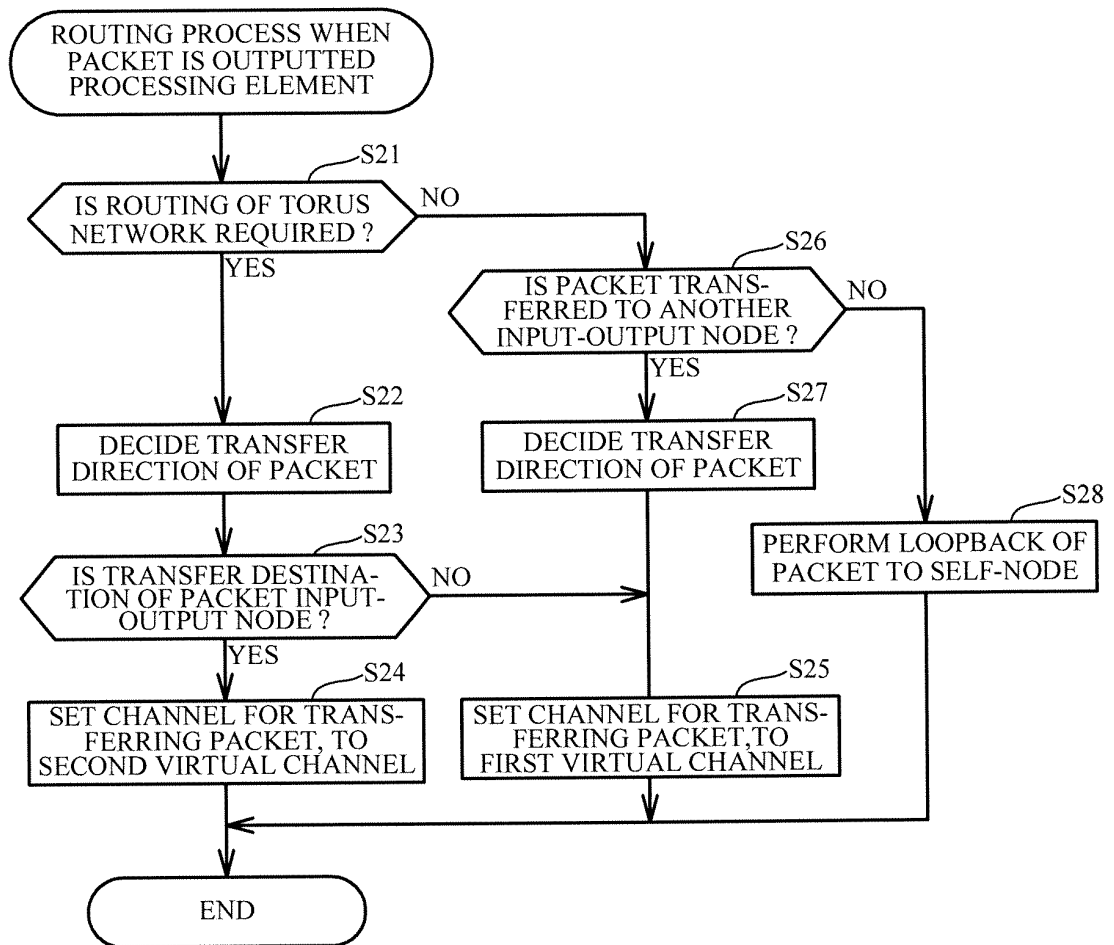 ROUTING PROCESS WHEN
PACKET IS OUTPUTTED
PROCESSING ELEMENT
S21
IS ROUTING OF TORUS
NETWORK REQUIRED ?
NO
YES
S26
IS PACKET TRANS-
FERRED TO ANOTHER
INPUT-OUTPUT NODE ?
NO
YES
S22
DECIDE TRANSFER
DIRECTION OF PACKET
S27
DECIDE TRANSFER
DIRECTION OF PACKET
S28
PERFORM LOOPBACK OF
PACKET TO SELF-NODE
S23
IS TRANSFER DESTINA-
TION OF PACKET INPUT-
OUTPUT NODE ?
NO
YES
S24
SET CHANNEL FOR TRANS-
FERRING PACKET, TO
SECOND VIRTUAL CHANNEL
S25
SET CHANNEL FOR TRANS-
FERRING PACKET,TO
FIRST VIRTUAL CHANNEL
END